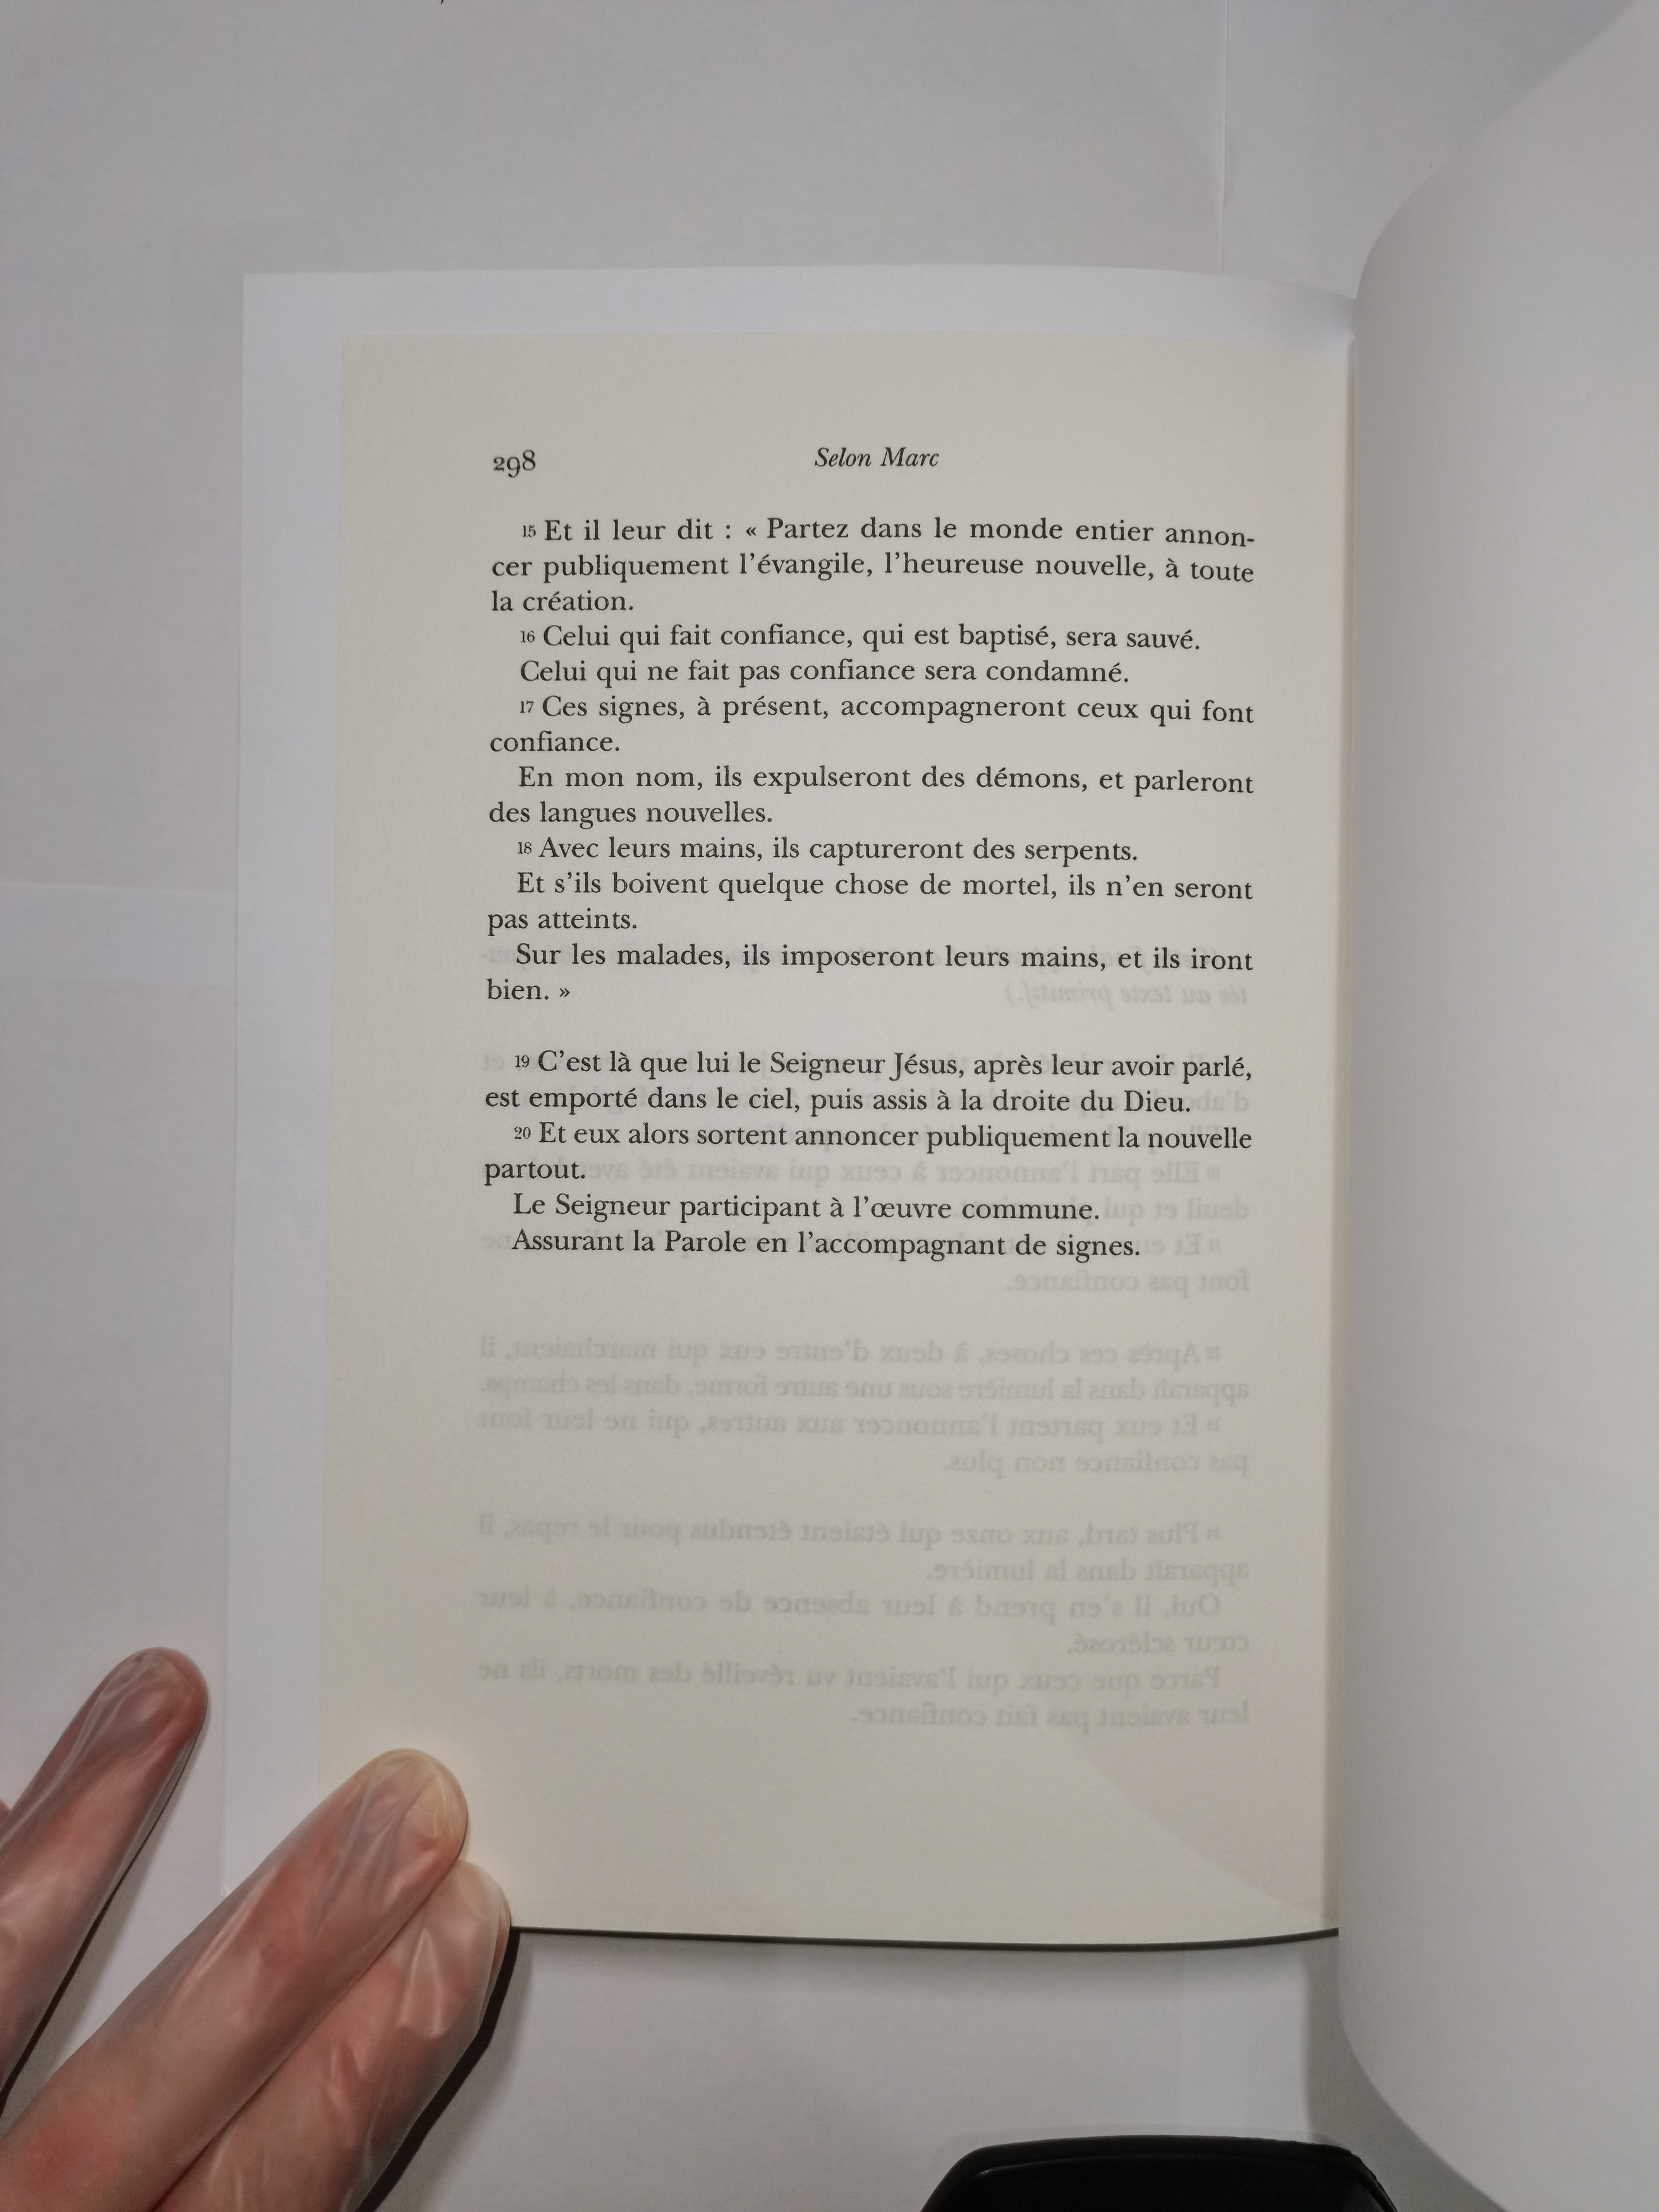 298 Selon Marc
15 Et il leur dit : « Partez dans le monde entier annon-
cer publiquement l'évangile, l'heureuse nouvelle, à toute
la création.
16 Celui qui fait confiance, qui est baptisé, sera sauvé.
Celui qui ne fait pas confiance sera condamné.
17 Ces signes, à présent, accompagneront ceux qui font
confiance.
En mon nom, ils expulseront des démons, et parleront
des langues nouvelles.
18 Avec leurs mains, ils captureront des serpents.
Et s'ils boivent quelque chose de mortel, ils n'en seront
pas atteints.
Sur les malades, ils imposeront leurs mains, et ils iront
bien. »
19 C'est là que lui le Seigneur Jésus, après leur avoir parlé,
est emporté dans le ciel, puis assis à la droite du Dieu.
20 Et eux alors sortent annoncer publiquement la nouvelle
partout.
Le Seigneur participant à l'œuvre commune.
Assurant la Parole en l'accompagnant de signes.